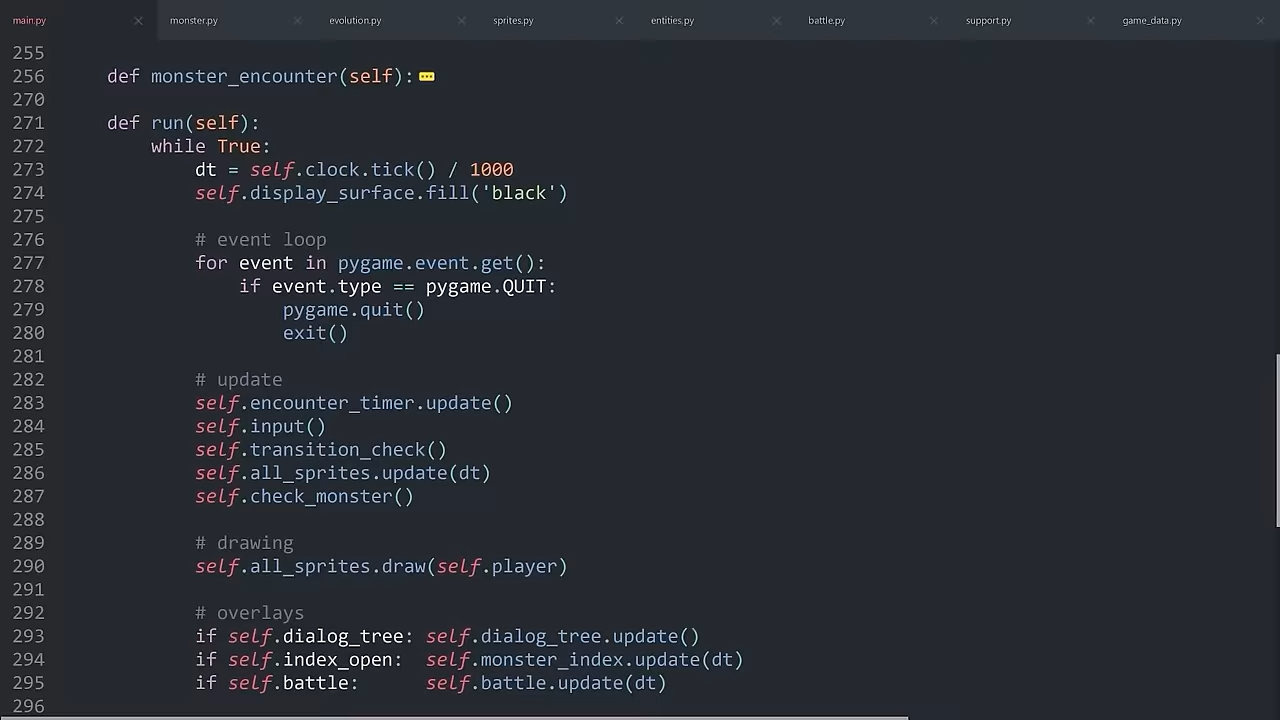 main.py monster.py evolution.py sprites.py entities.py battle.py support.py game_data.py
255
256 def monster_encounter(self):
270
271 def run(self):
272 while True:
273 dt = self.clock.tick() / 1000
274 self.display_surface.fill('black')
275
276 # event loop
277 for event in pygame.event.get():
278 if event.type == pygame.QUIT:
279 pygame.quit()
280 exit()
281
282 # update
283 self.encounter_timer.update()
284 self.input()
285 self.transition_check()
286 self.all_sprites.update(dt)
287 self.check_monster()
288
289 # drawing
290 self.all_sprites.draw(self.player)
291
292 # overlays
293 if self.dialog_tree: self.dialog_tree.update()
294 if self.index_open: self.monster_index.update(dt)
295 if self.battle: self.battle.update(dt)
296